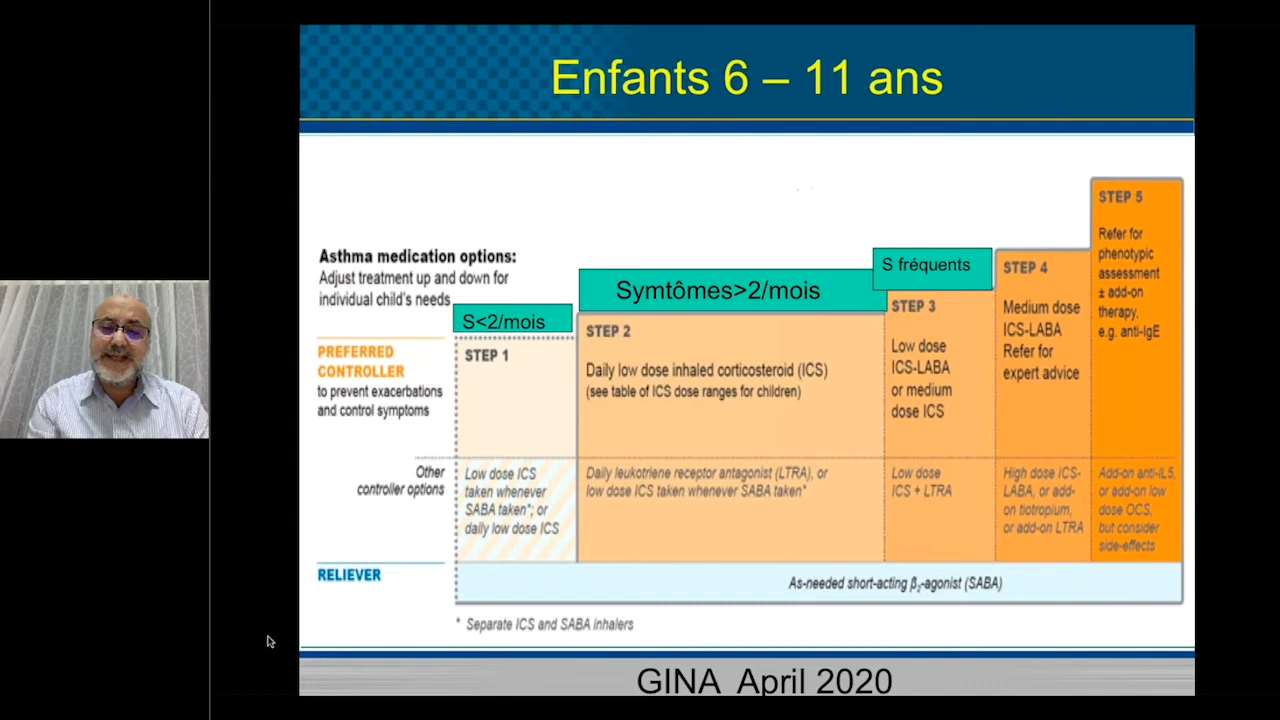 Enfants 6 – 11 ans
Asthma medication options:
Adjust treatment up and down for
individual child's needs
PREFERRED
CONTROLLER
to prevent exacerbations
and control symptoms
Other
controller options
RELIEVER
S<2/mois
STEP 1
Low dose ICS
taken whenever
SABA taken*; or
daily low dose ICS
Symtômes>2/mois
STEP 2
Daily low dose inhaled corticosteroid (ICS)
(see table of ICS dose ranges for children)
Daily leukotriene receptor antagonist (LTRA), or
low dose ICS taken whenever SABA taken*
S fréquents
STEP 3
Low dose
ICS-LABA
or medium
dose ICS
Low dose
ICS + LTRA
STEP 4
Medium dose
ICS-LABA
Refer for
expert advice
High dose ICS-
LABA, or add-
on tiotropium,
or add-on LTRA
STEP 5
Refer for
phenotypic
assessment
± add-on
therapy,
e.g. anti-IgE
Add-on anti-IL5,
or add-on low
dose OCS,
but consider
side-effects
As-needed short-acting β₂-agonist (SABA)
* Separate ICS and SABA inhalers
GINA April 2020